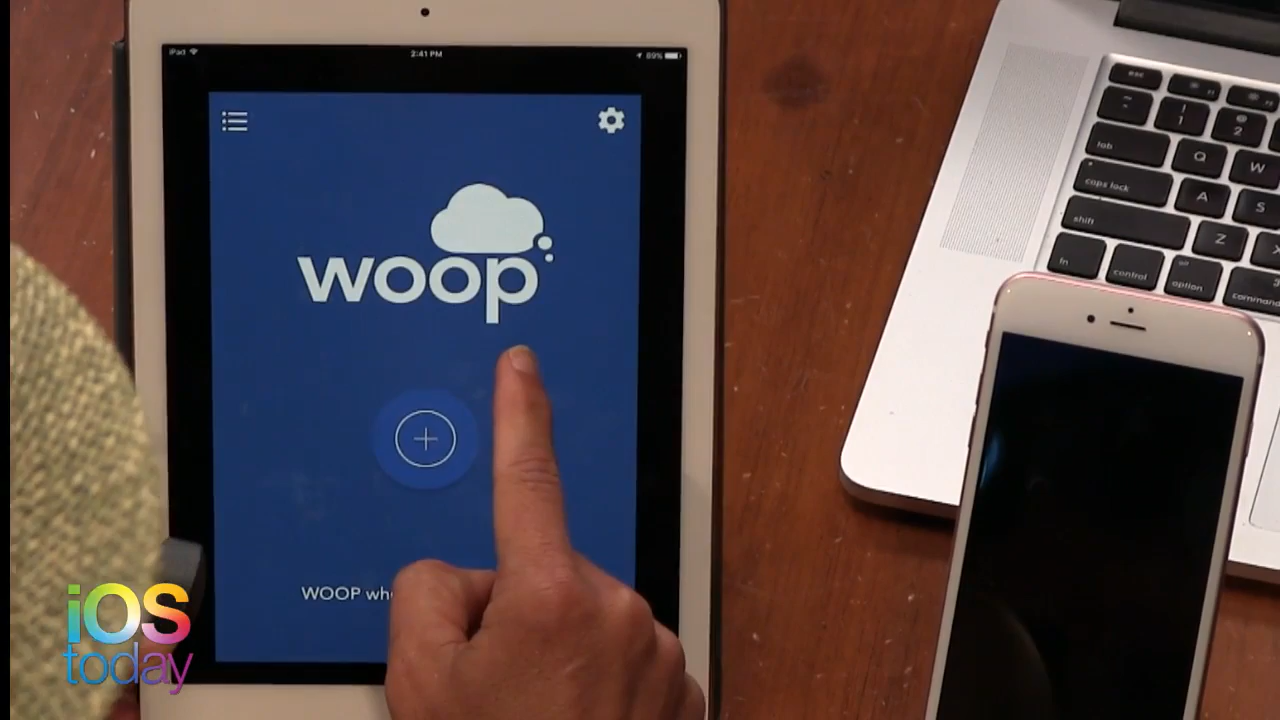 iPad 2:41 PM 89%
woop
WOOP
iOS
today
esc
~
!
1
@
2
tab
Q
W
caps lock
A
S
shift
Z
fn
control
option
command